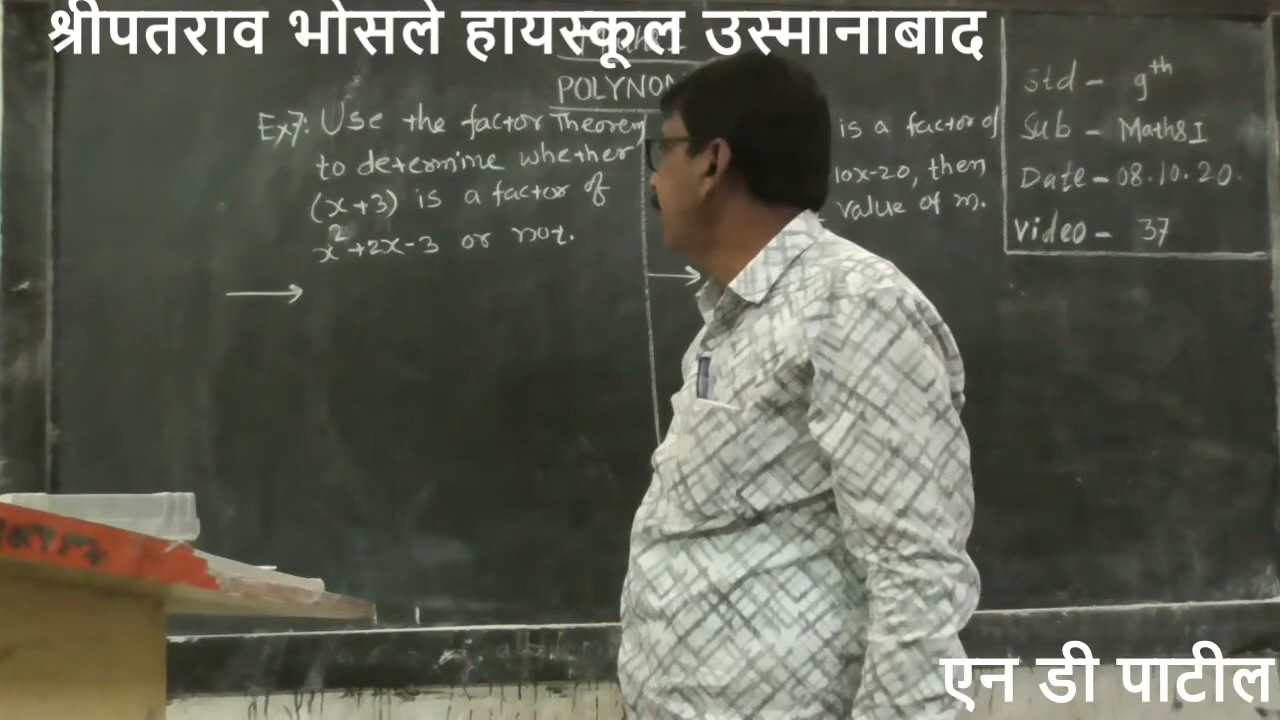 श्रीपतराव भोसले हायस्कूल उस्मानाबाद
POLYNO
Ex7: Use the factor Theorem
to determine whether
(x+3) is a factor of
x²+2x-3 or not.
is a factor of
10x-20, then
value of m.
Std - 9th
Sub - Maths I
Date - 08.10.20.
Video - 37
एन डी पाटील